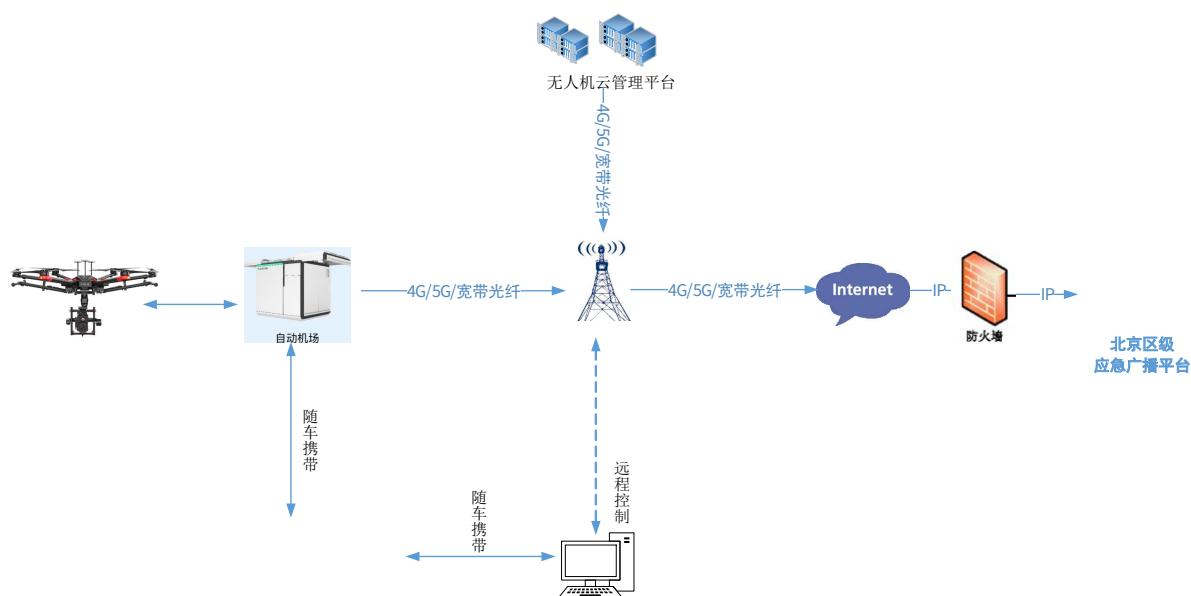 无人机云管理平台
4G/5G/宽带光纤
4G/5G/宽带光纤
4G/5G/宽带光纤
Internet
IP
IP
自动机场
防火墙
北京区级
应急广播平台
随车携带
远程控制
随车携带